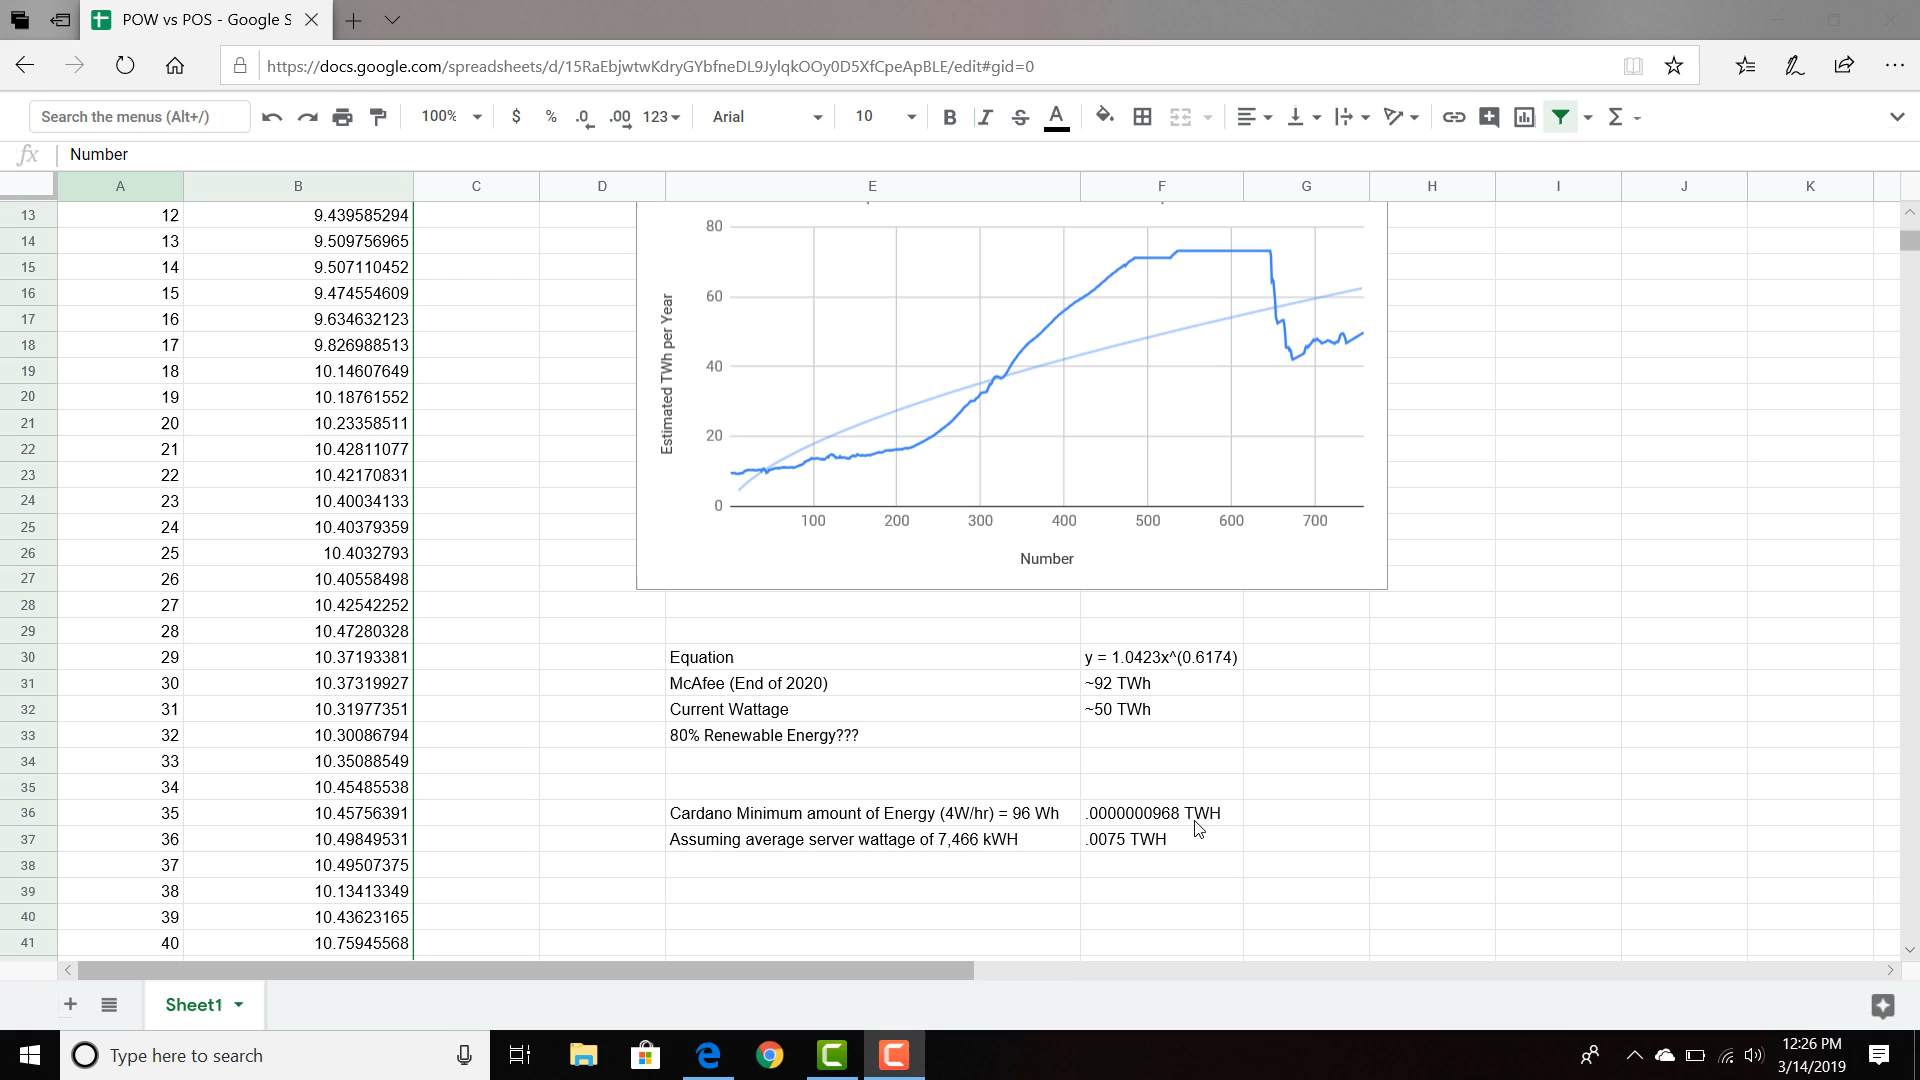 POW vs POS - Google S
https://docs.google.com/spreadsheets/d/15RaEbjwtwKdryGYbfneDL9JylqkOOy0D5XfCpeApBLE/edit#gid=0
Search the menus (Alt+/) 100% $ % .0 .00 123 Arial 10 B I S A Σ
fx Number
A B C D E F G H I J K
13 12 9.439585294
14 13 9.509756965
15 14 9.507110452
16 15 9.474554609
17 16 9.634632123
18 17 9.826988513
19 18 10.14607649
20 19 10.18761552
21 20 10.23358511
22 21 10.42811077
23 22 10.42170831
24 23 10.40034133
25 24 10.40379359
26 25 10.4032793
27 26 10.40558498
28 27 10.42542252
29 28 10.47280328
30 29 10.37193381
31 30 10.37319927
32 31 10.31977351
33 32 10.30086794
34 33 10.35088549
35 34 10.45485538
36 35 10.45756391
37 36 10.49849531
38 37 10.49507375
39 38 10.13413349
40 39 10.43623165
41 40 10.75945568
Estimated TWh per Year
80
60
40
20
0
100 200 300 400 500 600 700
Number
Equation y = 1.0423x^(0.6174)
McAfee (End of 2020) ~92 TWh
Current Wattage ~50 TWh
80% Renewable Energy???
Cardano Minimum amount of Energy (4W/hr) = 96 Wh .0000000968 TWH
Assuming average server wattage of 7,466 kWH .0075 TWH
Sheet1
Type here to search
12:26 PM
3/14/2019